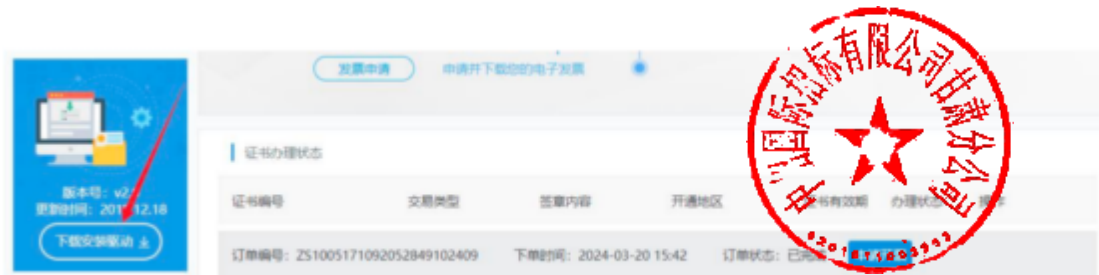 发票申请
申请并下载您的电子发票
版本号：v2.
更新时间：201 12.18
下载安装驱动
证书办理状态
证书编号 交易类型 签章内容 开通地区 证书有效期 办理状态 操作
订单编号：ZS1005171092052849102409 下单时间：2024-03-20 15:42 订单状态：已完
国际招标有限公司甘肃分公司